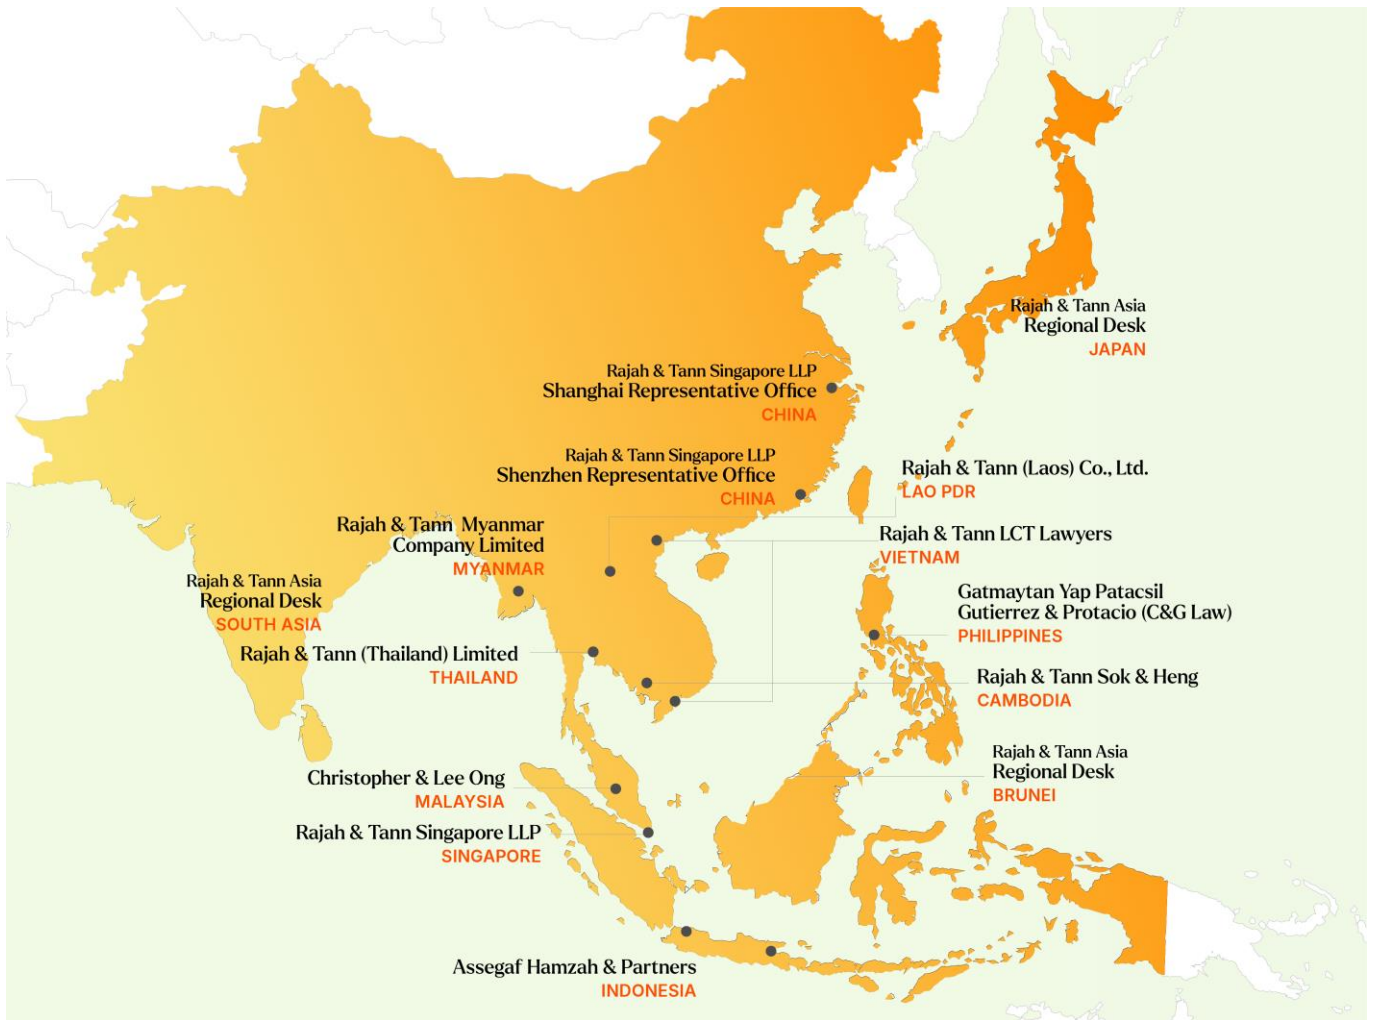 Rajah & Tann Asia
Regional Desk
JAPAN
Rajah & Tann Singapore LLP
Shanghai Representative Office
CHINA
Rajah & Tann Singapore LLP
Shenzhen Representative Office
CHINA
Rajah & Tann (Laos) Co., Ltd.
LAO PDR
Rajah & Tann Myanmar
Company Limited
MYANMAR
Rajah & Tann LCT Lawyers
VIETNAM
Rajah & Tann Asia
Regional Desk
SOUTH ASIA
Gatmaytan Yap Patacsil
Gutierrez & Protacio (C&G Law)
PHILIPPINES
Rajah & Tann (Thailand) Limited
THAILAND
Rajah & Tann Sok & Heng
CAMBODIA
Rajah & Tann Asia
Regional Desk
BRUNEI
Christopher & Lee Ong
MALAYSIA
Rajah & Tann Singapore LLP
SINGAPORE
Assegaf Hamzah & Partners
INDONESIA